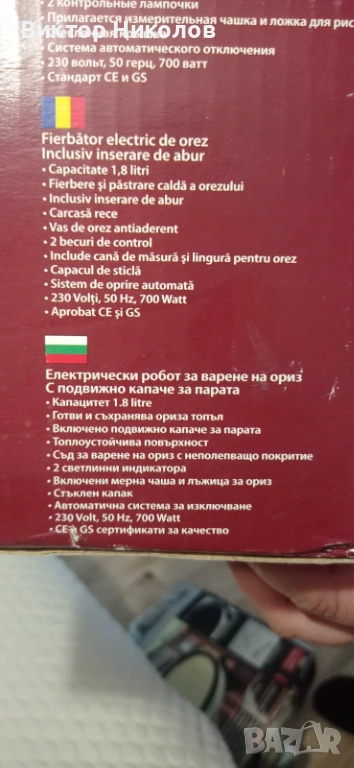 • 2 контрольные лампочки
Виктор Николов
• Прилагается измерительная чашка и ложка для рис
• Система автоматического отключения
• 230 вольт, 50 герц, 700 ватт
• Стандарт CE и GS
Fierbător electric de orez
Inclusiv inserare de abur
• Capacitate 1,8 litri
• Fierbere şi păstrare caldă a orezului
• Inclusiv inserare de abur
• Carcasă rece
• Vas de orez antiaderent
• 2 becuri de control
• Include cană de măsură şi lingură pentru orez
• Capacul de sticlă
• Sistem de oprire automată
• 230 Volţi, 50 Hz, 700 Watt
• Aprobat CE şi GS
Електрически робот за варене на ориз
С подвижно капаче за парата
• Капацитет 1.8 litre
• Готви и съхранява ориза топъл
• Включено подвижно капаче за парата
• Топлоустойчива повърхност
• Съд за варене на ориз с неполепващо покритие
• 2 светлинни индикатора
• Включени мерна чаша и лъжица за ориз
• Стъклен капак
• Автоматична система за изключване
• 230 Volt, 50 Hz, 700 Watt
• CE и GS сертификати за качество
BAZAR